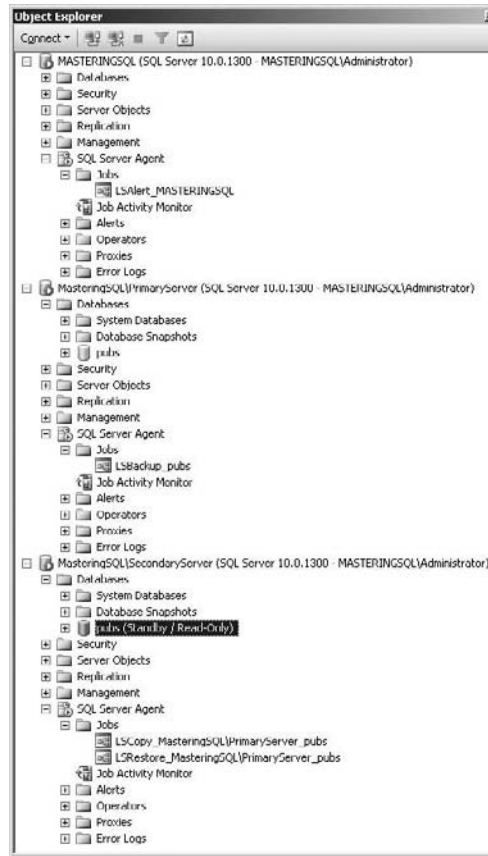 Object Explorer
Connect
MASTERINGSQL (SQL Server 10.0.1300 - MASTERINGSQL\Administrator)
Databases
Security
Server Objects
Replication
Management
SQL Server Agent
Jobs
LSAlert_MASTERINGSQL
Job Activity Monitor
Alerts
Operators
Proxies
Error Logs
MasteringSQL\PrimaryServer (SQL Server 10.0.1300 - MASTERINGSQL\Administrator)
Databases
System Databases
Database Snapshots
pubs
Security
Server Objects
Replication
Management
SQL Server Agent
Jobs
LSBackup_pubs
Job Activity Monitor
Alerts
Operators
Proxies
Error Logs
MasteringSQL\SecondaryServer (SQL Server 10.0.1300 - MASTERINGSQL\Administrator)
Databases
System Databases
Database Snapshots
pubs (Standby / Read-Only)
Security
Server Objects
Replication
Management
SQL Server Agent
Jobs
LSCopy_MasteringSQL\PrimaryServer_pubs
LSRestore_MasteringSQL\PrimaryServer_pubs
Job Activity Monitor
Alerts
Operators
Proxies
Error Logs